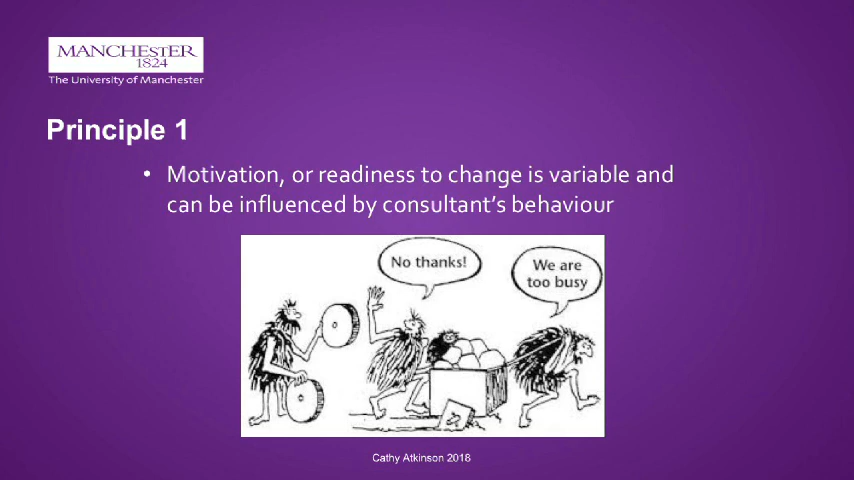 MANCHESTER
1824
The University of Manchester
Principle 1
• Motivation, or readiness to change is variable and
can be influenced by consultant's behaviour
No thanks!
We are
too busy
Cathy Atkinson 2018